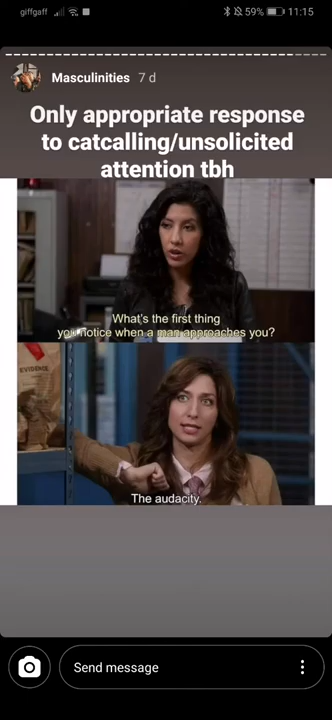 giffgaff
59%
11:15
Masculinities 7 d
Only appropriate response
to catcalling/unsolicited
attention tbh
What's the first thing
you notice when a man approaches you?
EVIDENCE
The audacity.
Send message